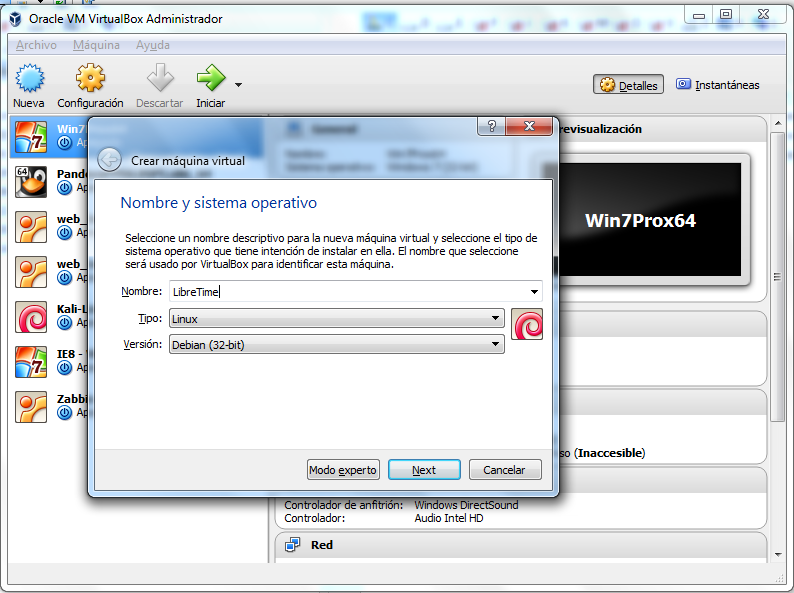 Oracle VM VirtualBox Administrador
Archivo Máquina Ayuda
Nueva Configuración Descartar Iniciar
Detalles Instantáneas
Win7
Ap
64
Pand
Ap
web_
Ap
web_
Ap
Kali-L
Ap
IE8 -
Ap
Zabbi
Ap
General
revisualización
Win7Prox64
Crear máquina virtual
Nombre y sistema operativo
Seleccione un nombre descriptivo para la nueva máquina virtual y seleccione el tipo de
sistema operativo que tiene intención de instalar en ella. El nombre que seleccione
será usado por VirtualBox para identificar esta máquina.
Nombre: LibreTime
Tipo: Linux
Versión: Debian (32-bit)
Modo experto Next Cancelar
so (Inaccesible)
Controlador de anfitrión: Windows DirectSound
Controlador: Audio Intel HD
Red